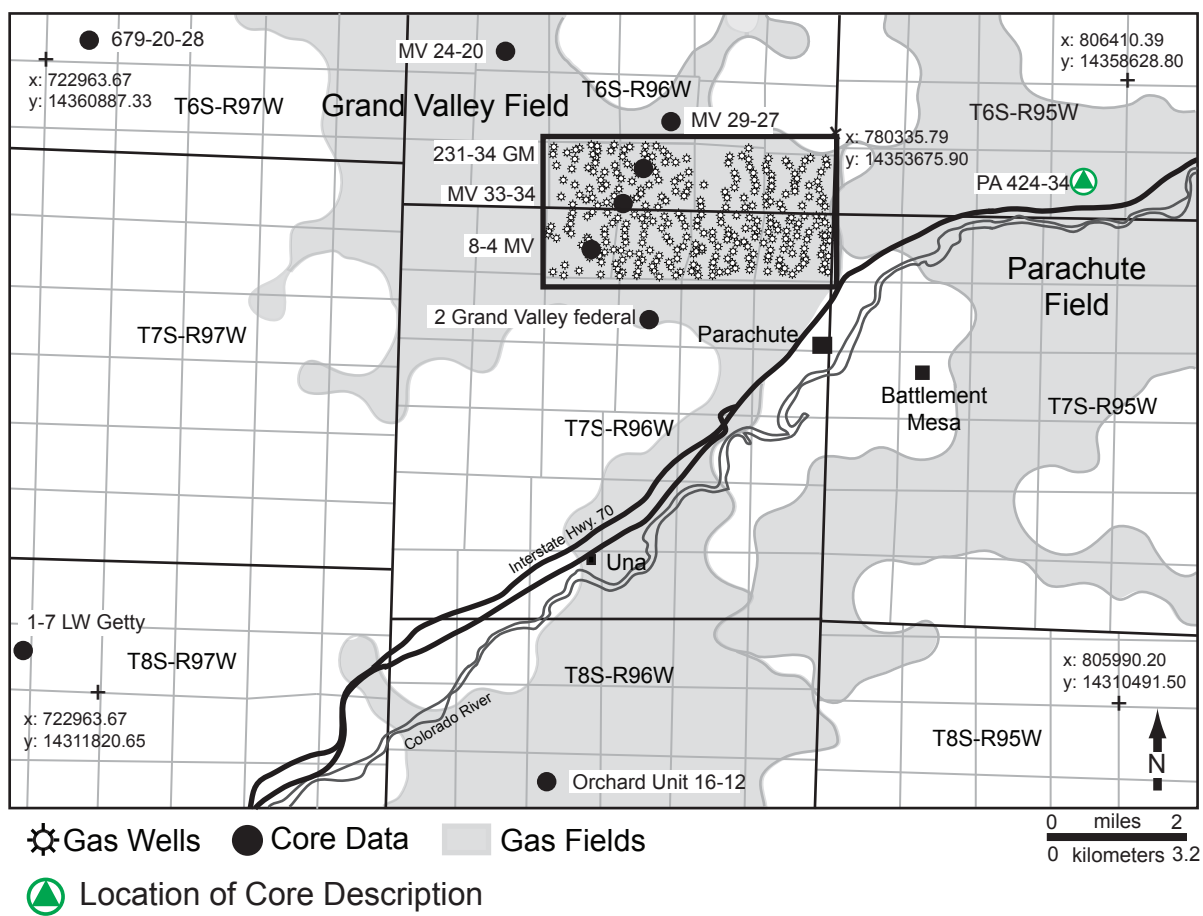 679-20-28
MV 24-20
x: 806410.39
y: 14358628.80
x: 722963.67
y: 14360887.33
T6S-R97W
Grand Valley Field
T6S-R96W
T6S-R95W
MV 29-27
x: 780335.79
y: 14353675.90
231-34 GM
PA 424-34
MV 33-34
8-4 MV
Parachute
Field
2 Grand Valley federal
Parachute
T7S-R97W
Battlement
Mesa
T7S-R95W
T7S-R96W
Interstate Hwy. 70
Una
1-7 LW Getty
T8S-R97W
T8S-R96W
x: 805990.20
y: 14310491.50
x: 722963.67
y: 14311820.65
Colorado River
T8S-R95W
N
Orchard Unit 16-12
Gas Wells
Core Data
Gas Fields
0 miles 2
0 kilometers 3.2
Location of Core Description